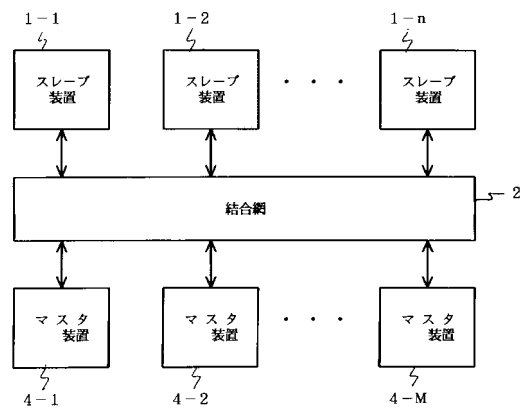 1-1
1-2
1-n
スレーブ
装置
スレーブ
装置
・・・
スレーブ
装置
結合網
2
マスタ
装置
マスタ
装置
・・・
マスタ
装置
4-1
4-2
4-M